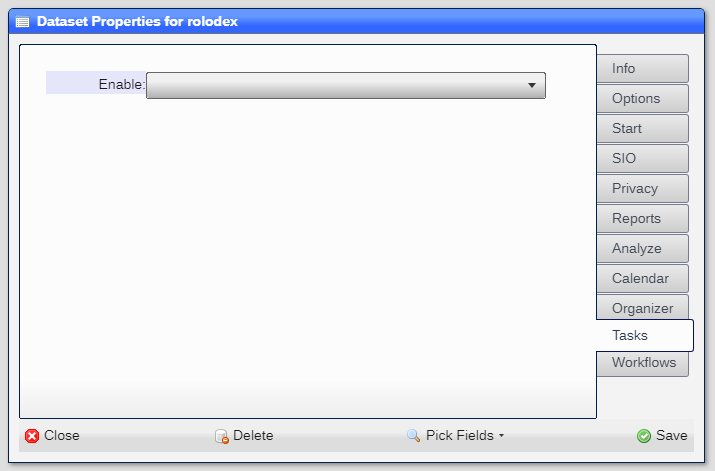 Dataset Properties for rolodex
Enable:
Info
Options
Start
SIO
Privacy
Reports
Analyze
Calendar
Organizer
Tasks
Workflows
Close Delete Pick Fields Save